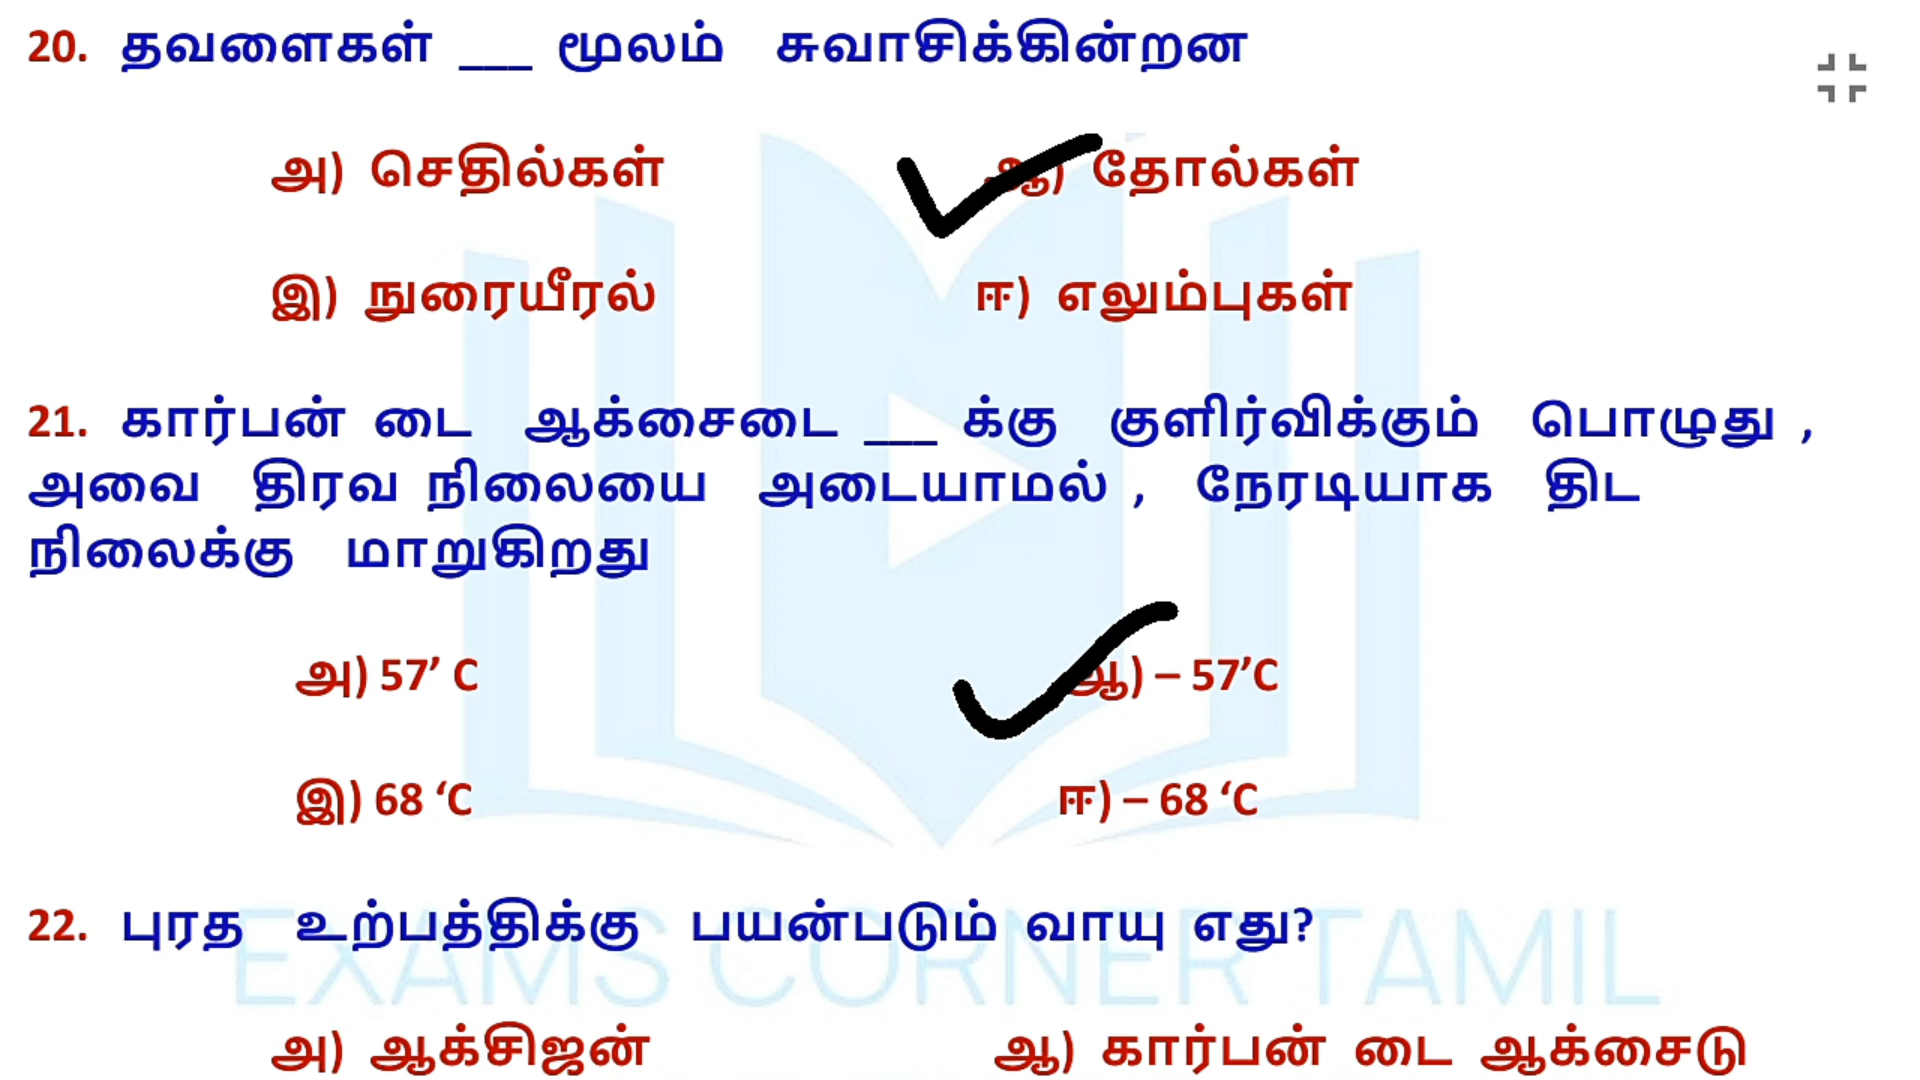 20. தவளைகள் ___ மூலம் சுவாசிக்கின்றன
அ) செதில்கள் ஆ) தோல்கள்
இ) நுரையீரல் ஈ) எலும்புகள்
21. கார்பன் டை ஆக்சைடை ___ க்கு குளிர்விக்கும் பொழுது ,
அவை திரவ நிலையை அடையாமல் , நேரடியாக திட
நிலைக்கு மாறுகிறது
அ) 57’ C ஆ) – 57’C
இ) 68 ‘C ஈ) – 68 ‘C
22. புரத உற்பத்திக்கு பயன்படும் வாயு எது?
EXAMS CORNER TAMIL
அ) ஆக்சிஜன் ஆ) கார்பன் டை ஆக்சைடு